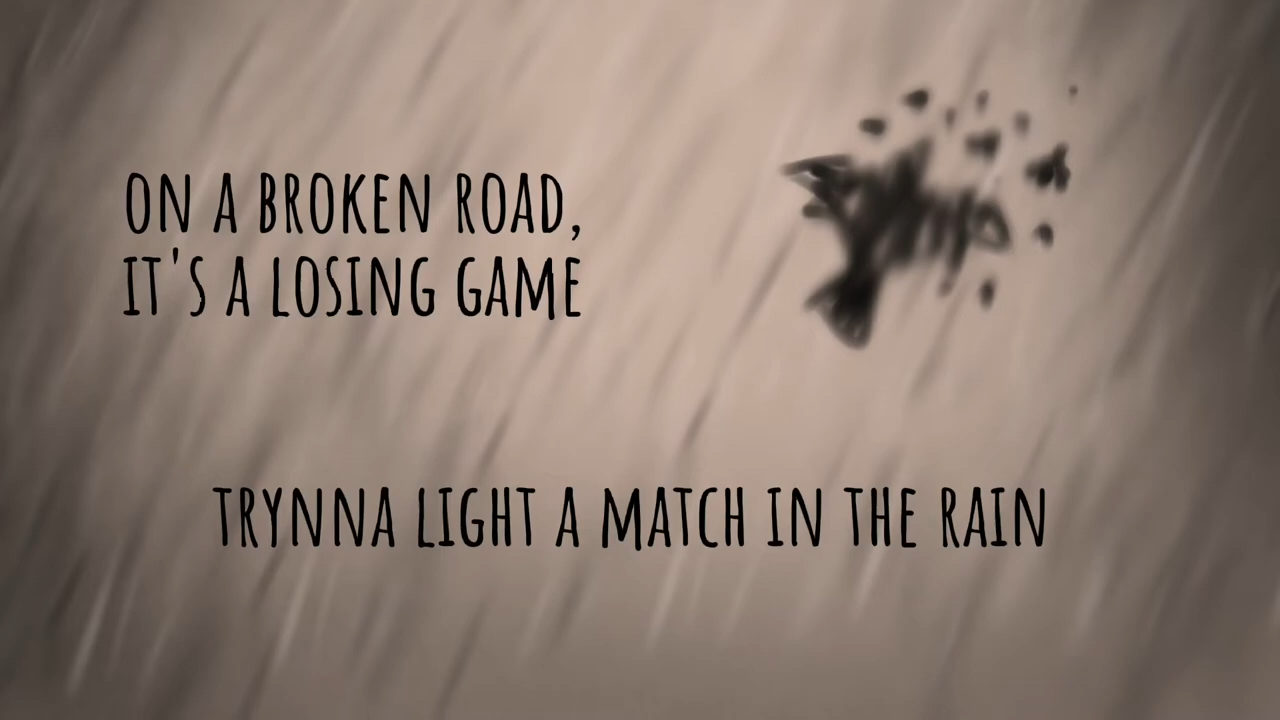 ON A BROKEN ROAD,
IT'S A LOSING GAME
TRYNNA LIGHT A MATCH IN THE RAIN